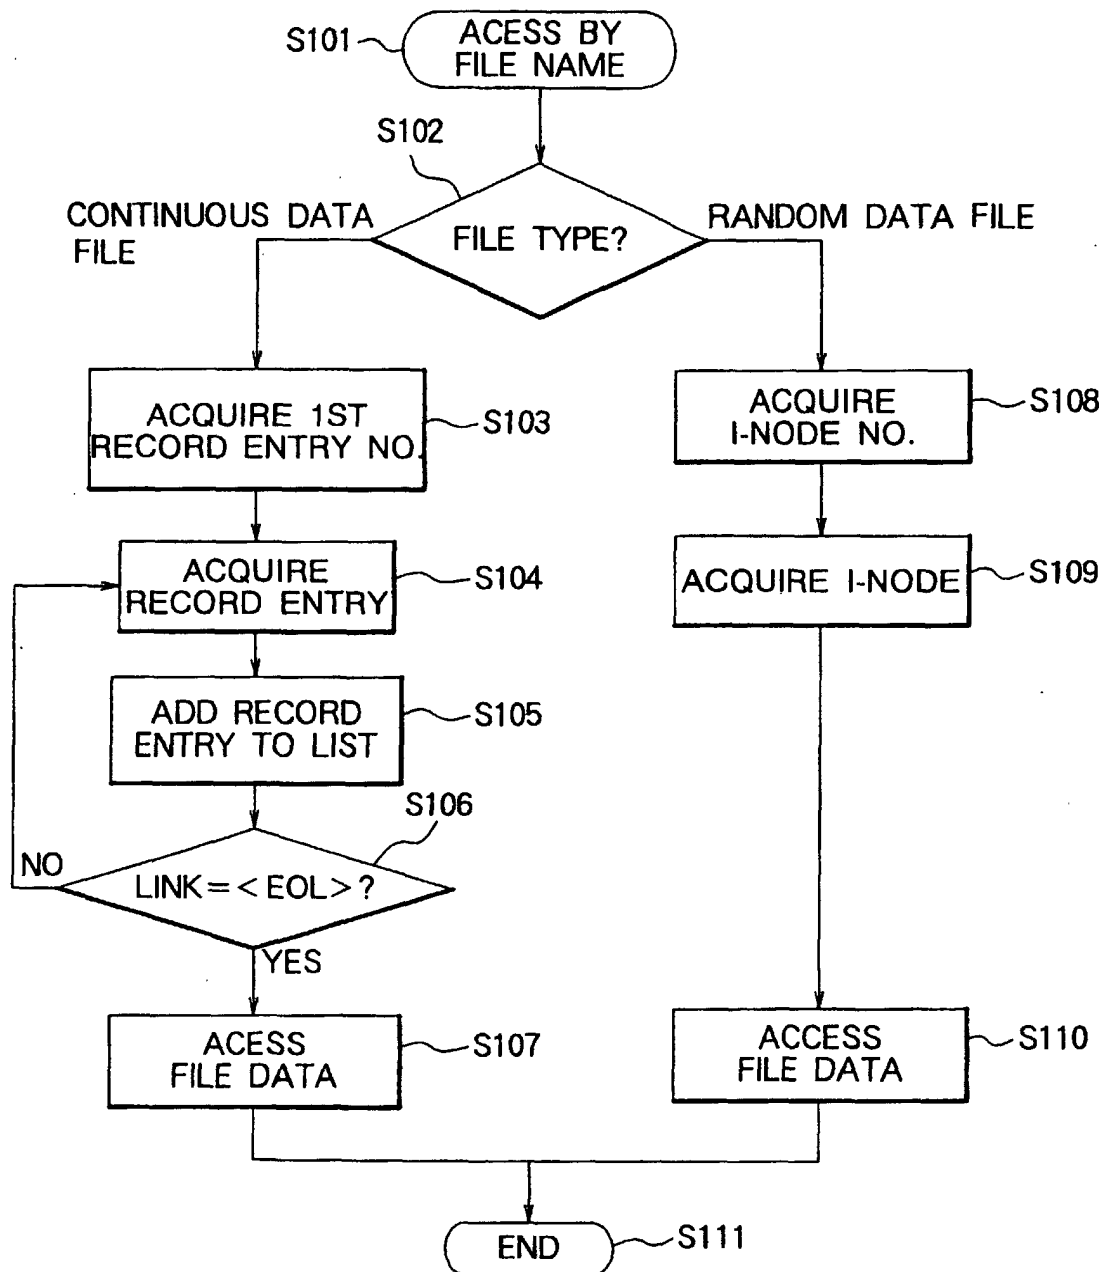 S101
ACESS BY
FILE NAME
S102
CONTINUOUS DATA
FILE
FILE TYPE?
RANDOM DATA FILE
ACQUIRE 1ST
RECORD ENTRY NO.
S103
ACQUIRE
I-NODE NO.
S108
ACQUIRE
RECORD ENTRY
S104
ACQUIRE I-NODE
S109
ADD RECORD
ENTRY TO LIST
S105
S106
NO
LINK=<EOL>?
YES
ACESS
FILE DATA
S107
ACCESS
FILE DATA
S110
END
S111